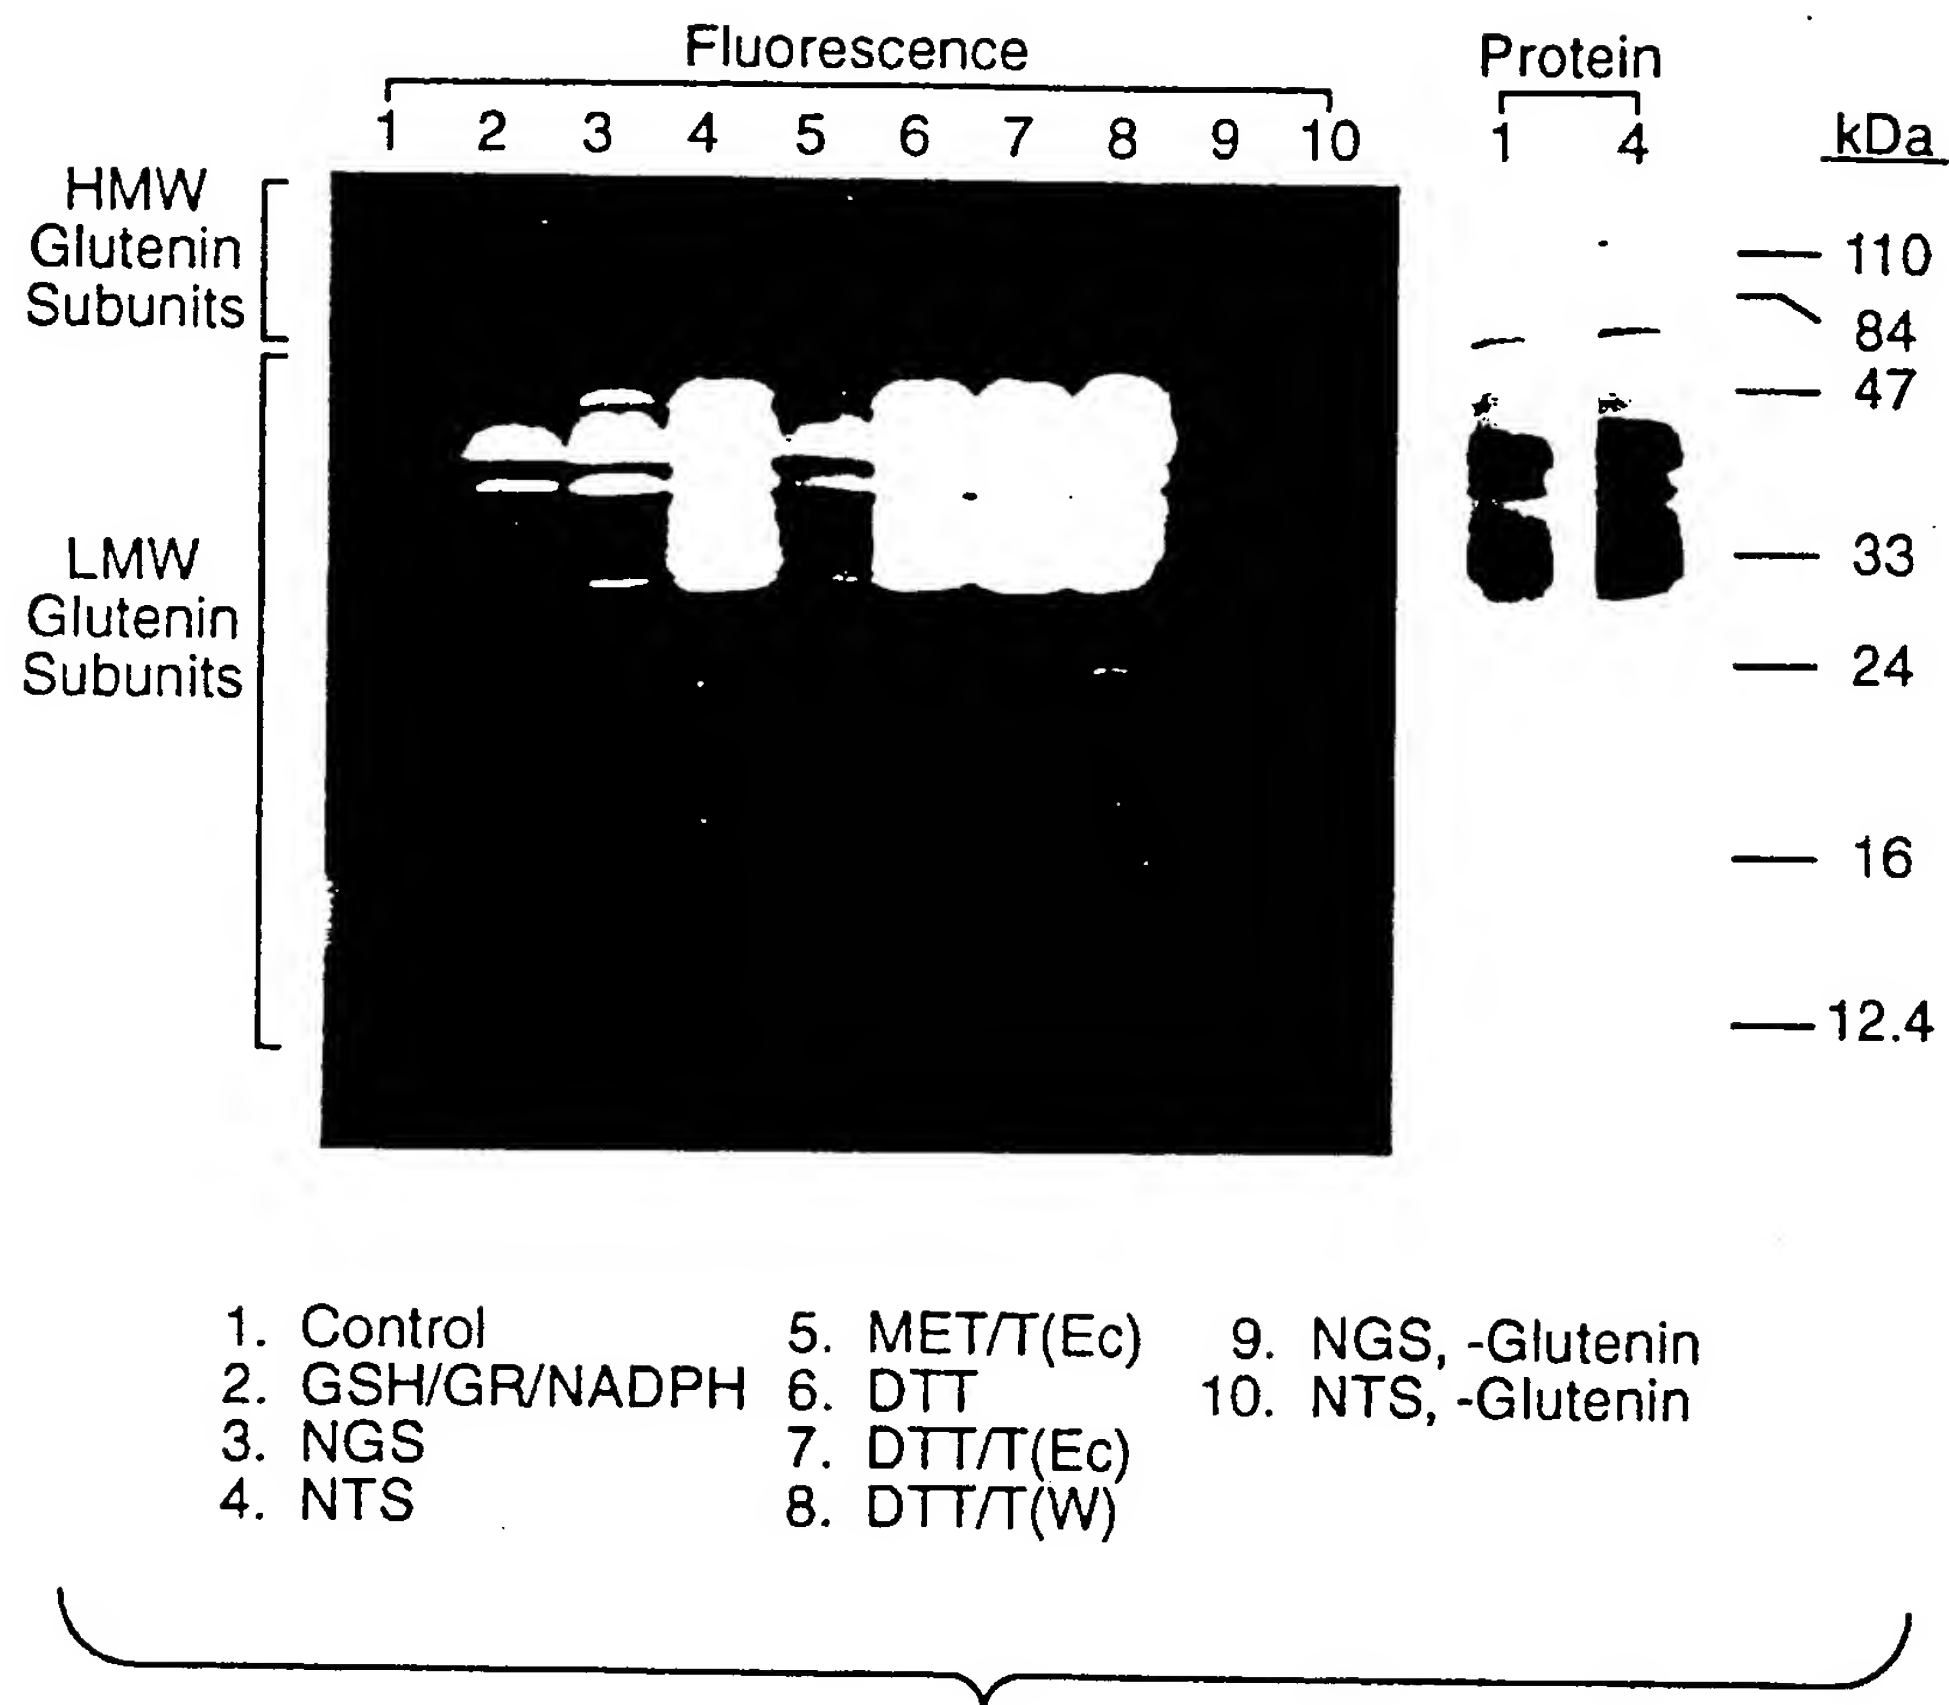 Fluorescence
Protein
1 2 3 4 5 6 7 8 9 10
1 4
kDa
HMW
Glutenin
Subunits
LMW
Glutenin
Subunits
110
84
47
33
24
16
12.4
1. Control
2. GSH/GR/NADPH
3. NGS
4. NTS
5. MET/T(Ec)
6. DTT
7. DTT/T(Ec)
8. DTT/T(W)
9. NGS, -Glutenin
10. NTS, -Glutenin